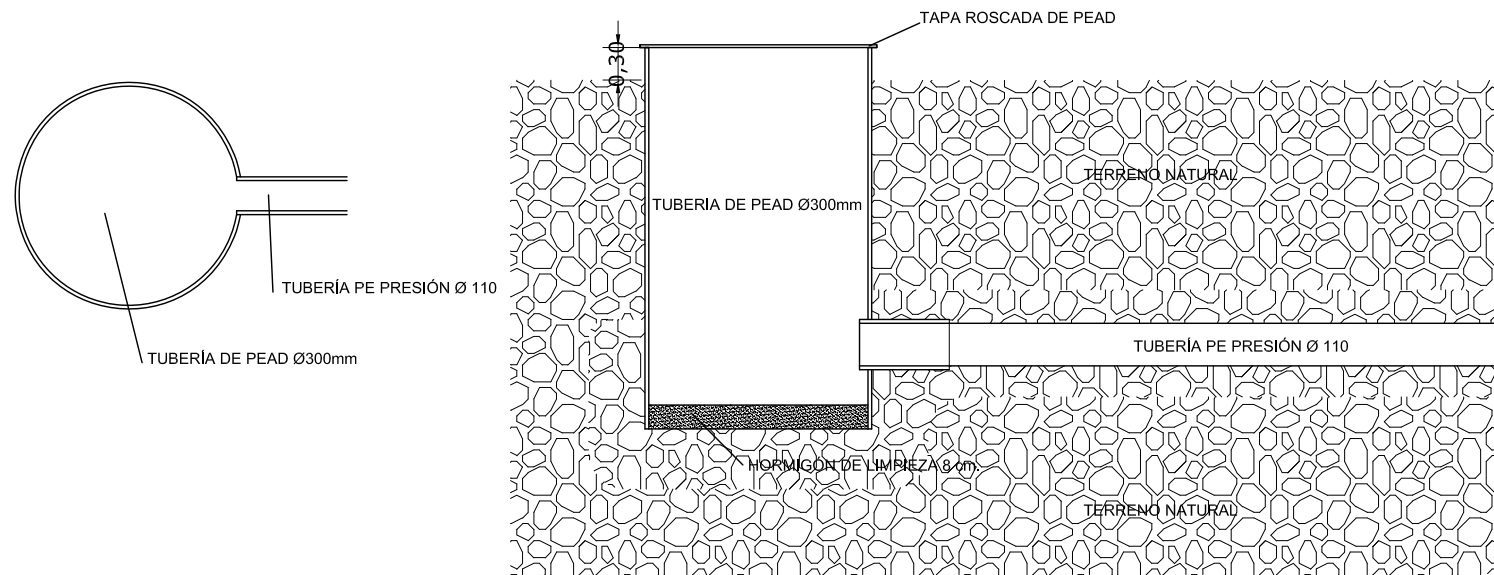 TAPA ROSCADA DE PEAD
0,30
TERRENO NATURAL
TUBERIA DE PEAD Ø300mm
TUBERÍA PE PRESIÓN Ø 110
TUBERÍA DE PEAD Ø300mm
TUBERÍA PE PRESIÓN Ø 110
HORMIGÓN DE LIMPIEZA 8 cm.
TERRENO NATURAL